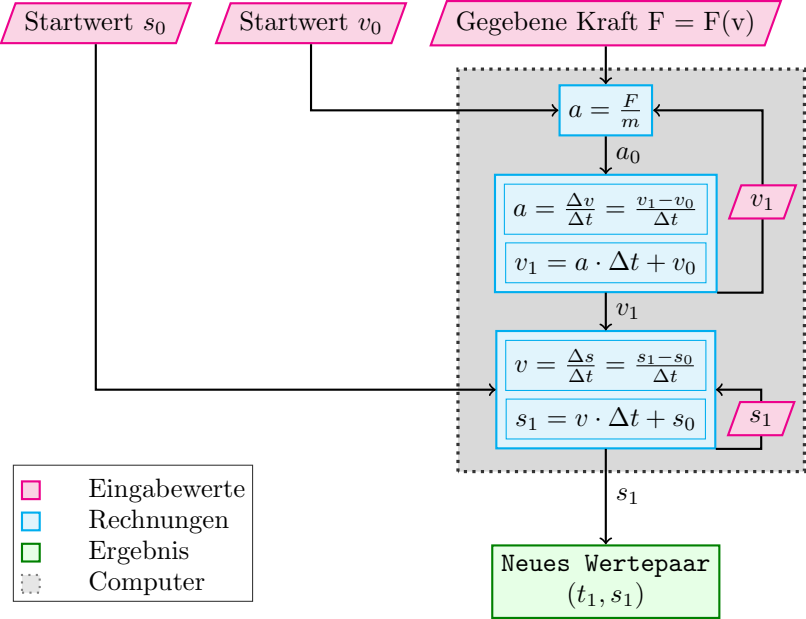 Startwert s₀
Startwert v₀
Gegebene Kraft F = F(v)
a = F/m
a₀
a = Δv/Δt = (v₁−v₀)/Δt
v₁ = a · Δt + v₀
v₁
v₁
v = Δs/Δt = (s₁−s₀)/Δt
s₁ = v · Δt + s₀
s₁
s₁
Neues Wertepaar
(t₁, s₁)
Eingabewerte
Rechnungen
Ergebnis
Computer